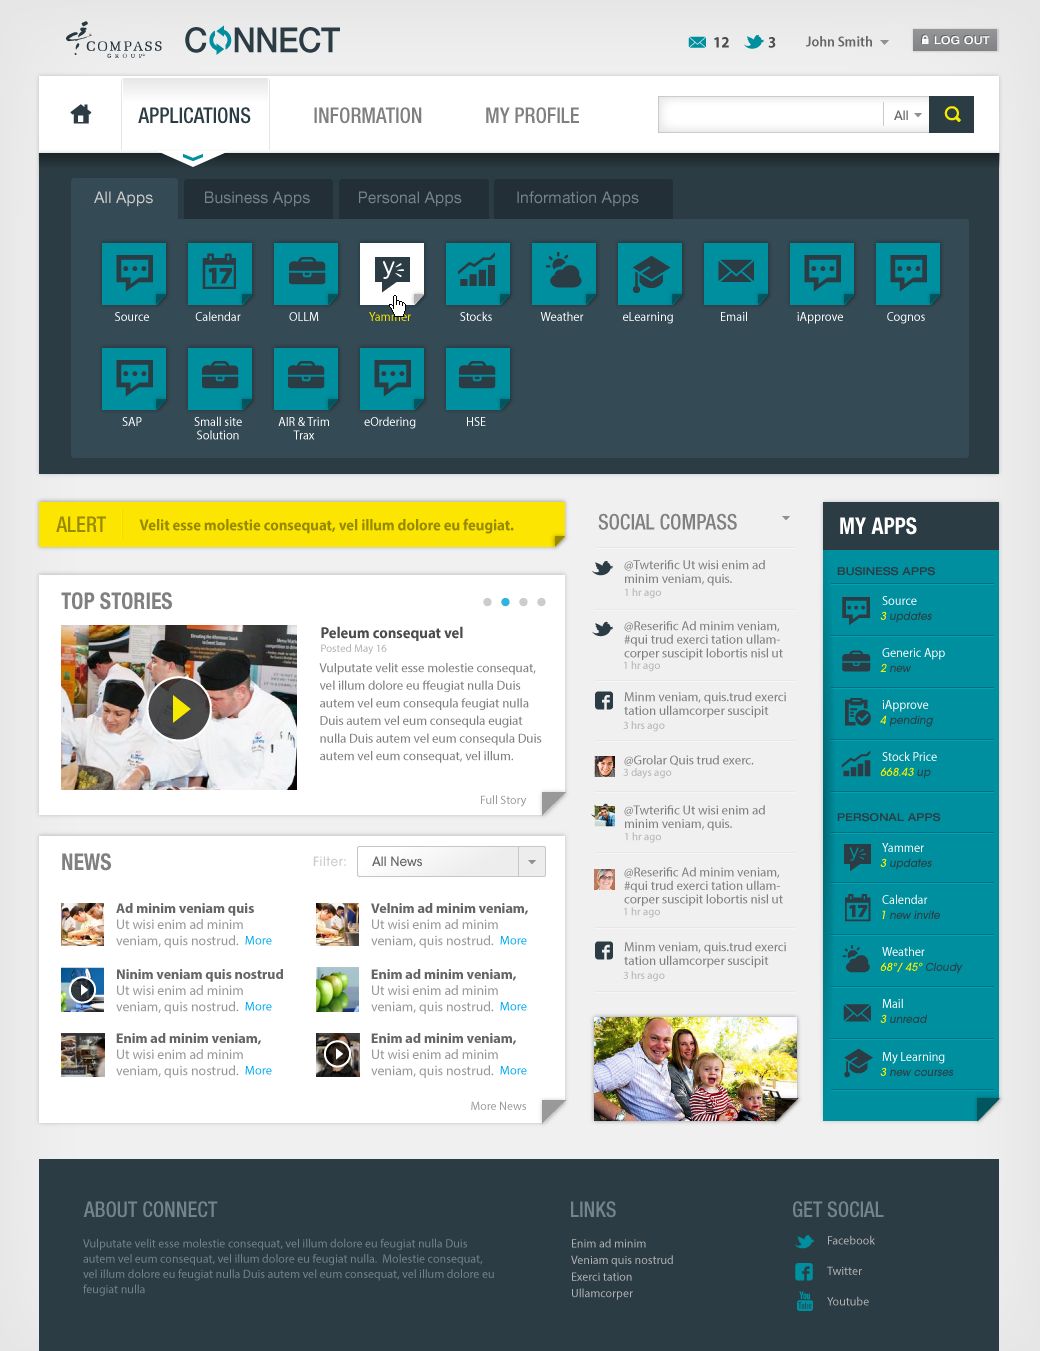 COMPASS
GROUP
CONNECT
12
3
John Smith
LOG OUT
APPLICATIONS
INFORMATION
MY PROFILE
All
All Apps
Business Apps
Personal Apps
Information Apps
17
y
Source
Calendar
OLLM
Yammer
Stocks
Weather
eLearning
Email
iApprove
Cognos
SAP
Small site
Solution
AIR & Trim
Trax
eOrdering
HSE
ALERT
Velit esse molestie consequat, vel illum dolore eu feugiat.
TOP STORIES
Peleum consequat vel
Posted May 16
Vulputate velit esse molestie consequat,
vel illum dolore eu ffeugiat nulla Duis
autem vel eum consequla feugiat nulla
Duis autem vel eum consequla eugiat
nulla Duis autem vel eum consequla Duis
autem vel eum consequat, vel illum.
Full Story
NEWS
Filter:
All News
Ad minim veniam quis
Ut wisi enim ad minim
veniam, quis nostrud. More
Velnim ad minim veniam,
Ut wisi enim ad minim
veniam, quis nostrud. More
Ninim veniam quis nostrud
Ut wisi enim ad minim
veniam, quis nostrud. More
Enim ad minim veniam,
Ut wisi enim ad minim
veniam, quis nostrud. More
Enim ad minim veniam,
Ut wisi enim ad minim
veniam, quis nostrud. More
Enim ad minim veniam,
Ut wisi enim ad minim
veniam, quis nostrud. More
More News
SOCIAL COMPASS
@Twterific Ut wisi enim ad
minim veniam, quis.
1 hr ago
@Reserific Ad minim veniam,
#qui trud exerci tation ullam-
corper suscipit lobortis nisl ut
1 hr ago
Minm veniam, quis.trud exerci
tation ullamcorper suscipit
3 hrs ago
@Grolar Quis trud exerc.
3 days ago
@Twterific Ut wisi enim ad
minim veniam, quis.
1 hr ago
@Reserific Ad minim veniam,
#qui trud exerci tation ullam-
corper suscipit lobortis nisl ut
1 hr ago
Minm veniam, quis.trud exerci
tation ullamcorper suscipit
3 hrs ago
MY APPS
BUSINESS APPS
Source
3 updates
Generic App
2 new
iApprove
4 pending
Stock Price
668.43 up
PERSONAL APPS
y
Yammer
3 updates
17
Calendar
1 new invite
Weather
68°/ 45° Cloudy
Mail
3 unread
My Learning
3 new courses
ABOUT CONNECT
Vulputate velit esse molestie consequat, vel illum dolore eu feugiat nulla Duis
autem vel eum consequat, vel illum dolore eu feugiat nulla. Molestie consequat,
vel illum dolore eu feugiat nulla Duis autem vel eum consequat, vel illum dolore eu
feugiat nulla
LINKS
Enim ad minim
Veniam quis nostrud
Exerci tation
Ullamcorper
GET SOCIAL
Facebook
Twitter
You
Tube
Youtube